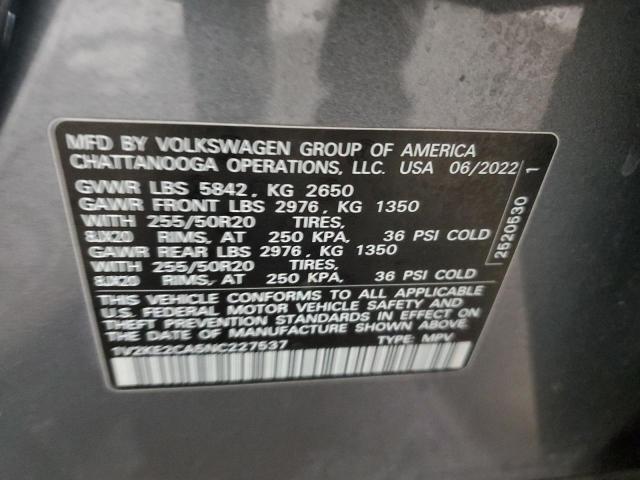 MFD BY VOLKSWAGEN GROUP OF AMERICA
CHATTANOOGA OPERATIONS, LLC. USA 06/2022
GVWR LBS 5842, KG 2650
GAWR FRONT LBS 2976, KG 1350
WITH 255/50R20 TIRES,
8JX20 RIMS, AT 250 KPA, 36 PSI COLD
GAWR REAR LBS 2976, KG 1350
WITH 255/50R20 TIRES,
8JX20 RIMS, AT 250 KPA, 36 PSI COLD
THIS VEHICLE CONFORMS TO ALL APPLICABLE
U.S. FEDERAL MOTOR VEHICLE SAFETY AND
THEFT PREVENTION STANDARDS IN EFFECT ON
THE DATE OF MANUFACTURE SHOWN ABOVE.
1V2KE2CA5NC227537 TYPE: MPV
2520530 1